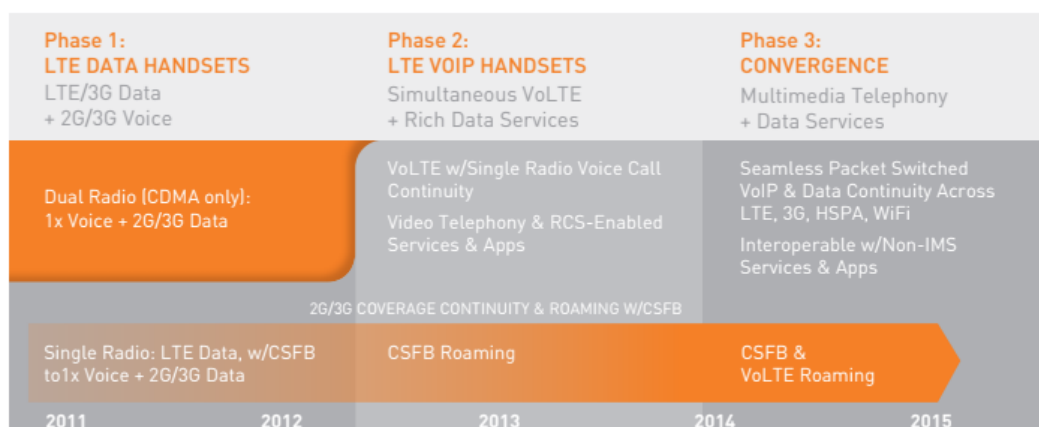 Phase 1:
LTE DATA HANDSETS
LTE/3G Data
+ 2G/3G Voice
Phase 2:
LTE VOIP HANDSETS
Simultaneous VoLTE
+ Rich Data Services
Phase 3:
CONVERGENCE
Multimedia Telephony
+ Data Services
Dual Radio (CDMA only):
1x Voice + 2G/3G Data
VoLTE w/Single Radio Voice Call
Continuity
Video Telephony & RCS-Enabled
Services & Apps
Seamless Packet Switched
VoIP & Data Continuity Across
LTE, 3G, HSPA, WiFi
Interoperable w/Non-IMS
Services & Apps
2G/3G COVERAGE CONTINUITY & ROAMING W/CSFB
Single Radio: LTE Data, w/CSFB
to1x Voice + 2G/3G Data
CSFB Roaming
CSFB &
VoLTE Roaming
2011
2012
2013
2014
2015